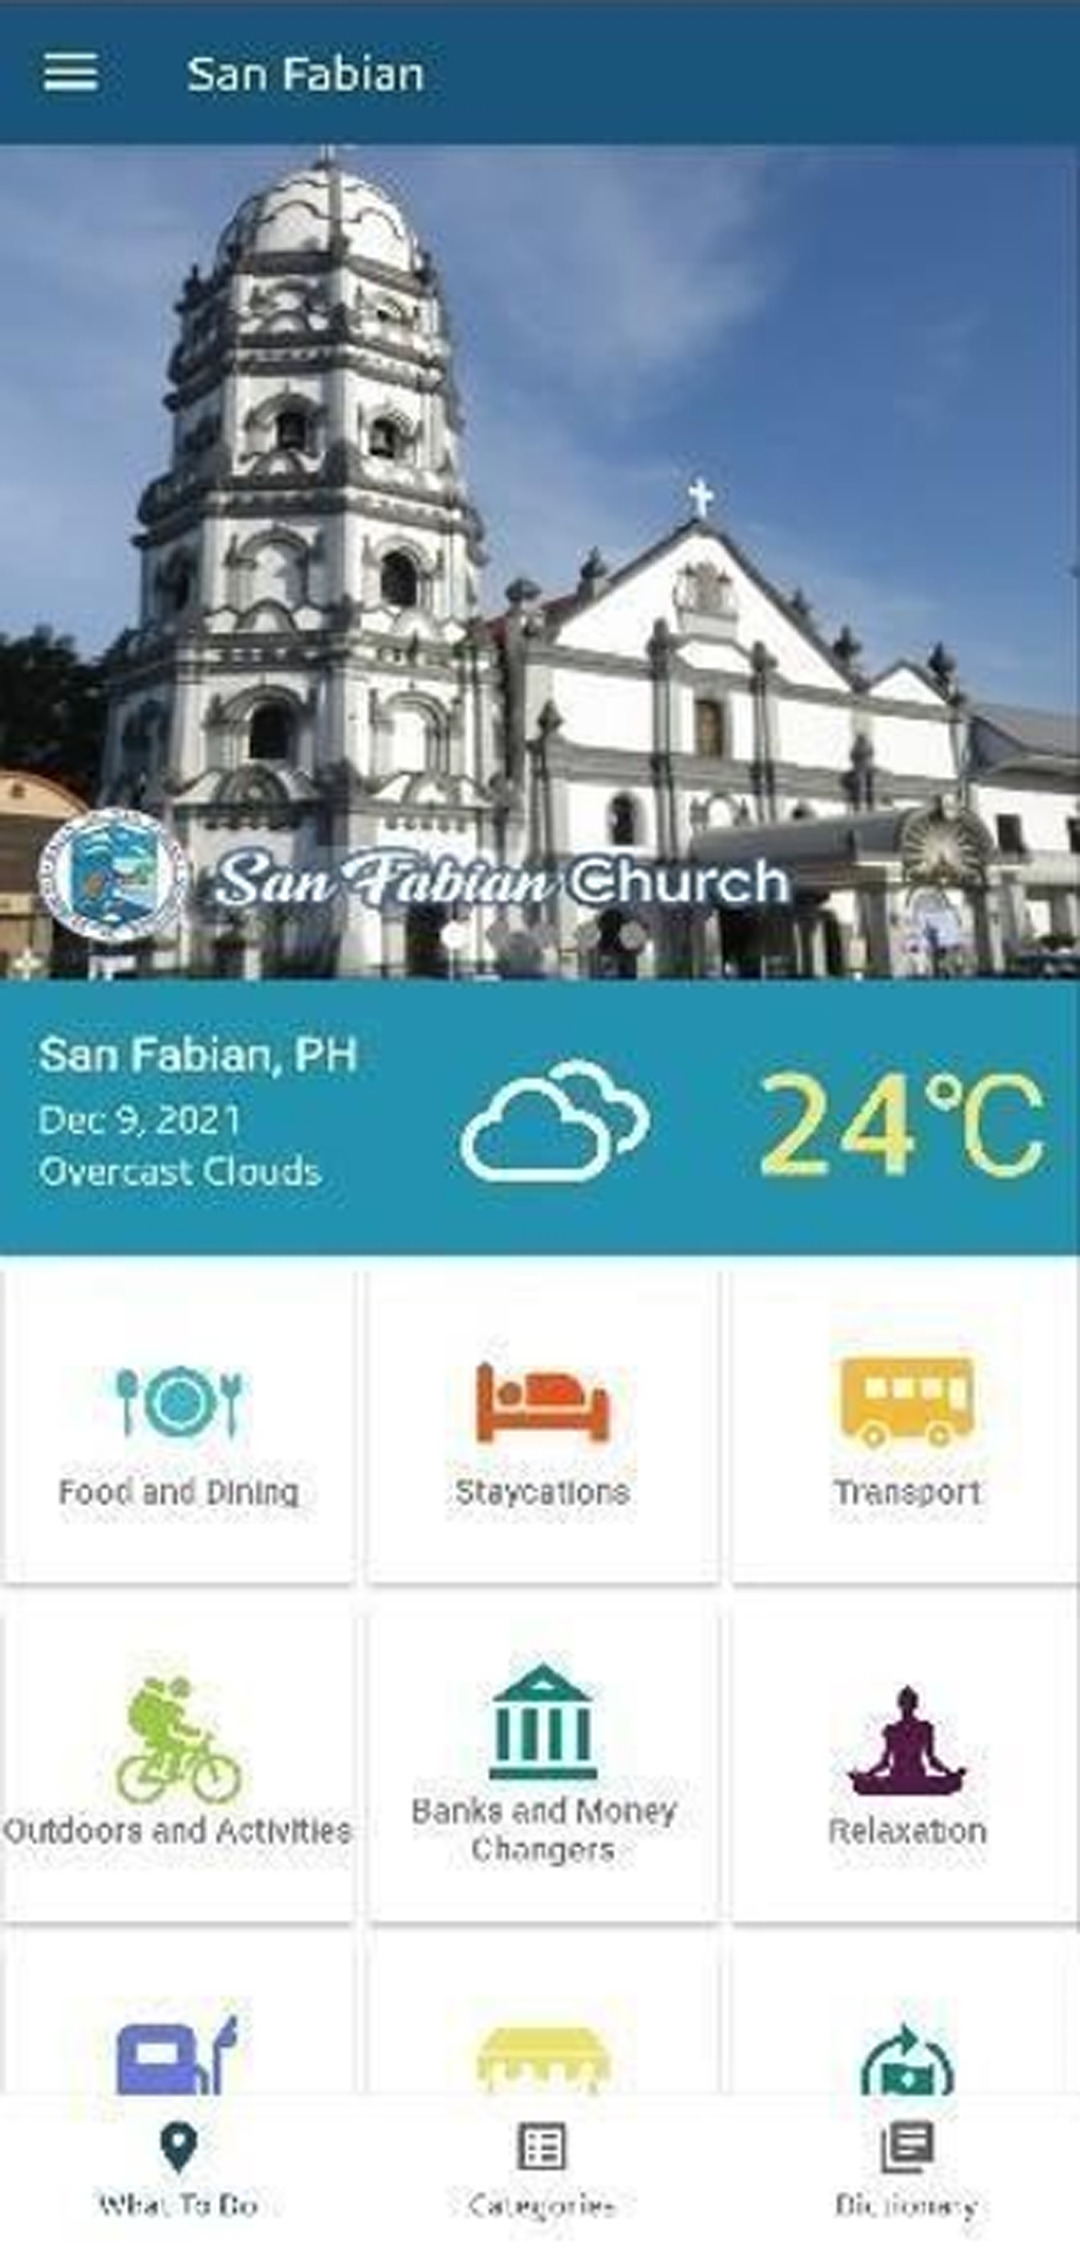 San Fabian
San Fabian Church
San Fabian, PH
Dec 9, 2021
Overcast Clouds
24°C
Food and Dining
Staycations
Transport
Outdoors and Activities
Banks and Money
Changers
Relaxation
What To Do
Categories
Dictionary